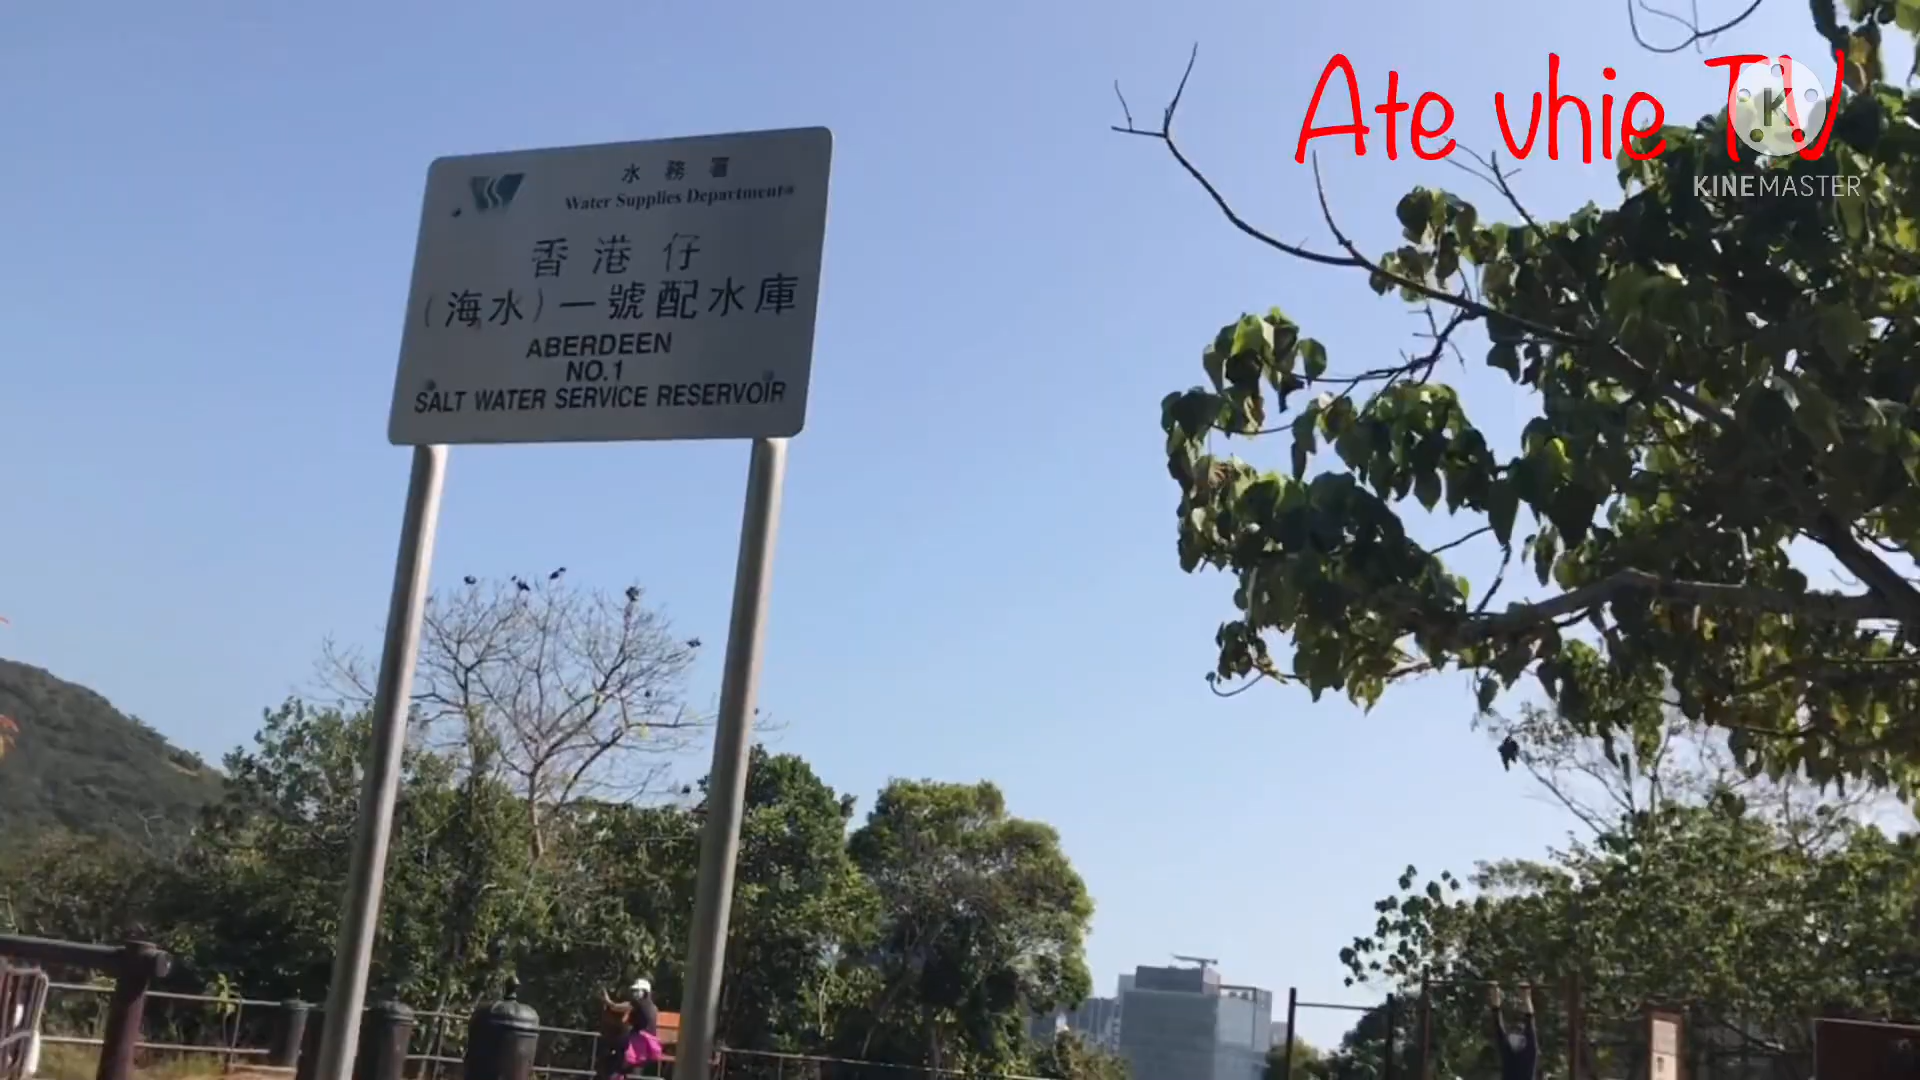 Ate vhie TV
K
KINEMASTER
水務署
Water Supplies Department
香港仔
(海水)一號配水庫
ABERDEEN
NO.1
SALT WATER SERVICE RESERVOIR